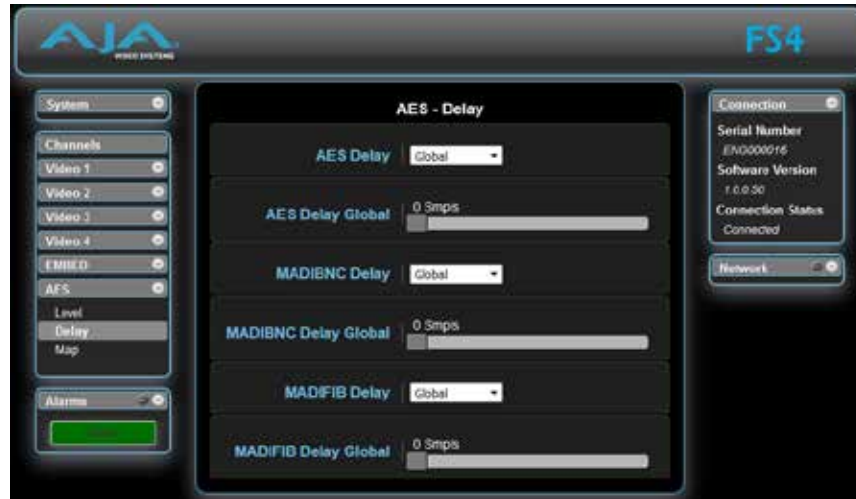 AJA
VIDEO SYSTEMS
FS4
System
Channels
Video 1
Video 2
Video 3
Video 4
EMBED
AES
Level
Delay
Map
Alarms
AES - Delay
AES Delay
Global
AES Delay Global
0 Smpls
MADIBNC Delay
Global
MADIBNC Delay Global
0 Smpls
MADIFIB Delay
Global
MADIFIB Delay Global
0 Smpls
Connection
Serial Number
ENG000016
Software Version
1.0.0.50
Connection Status
Connected
Network